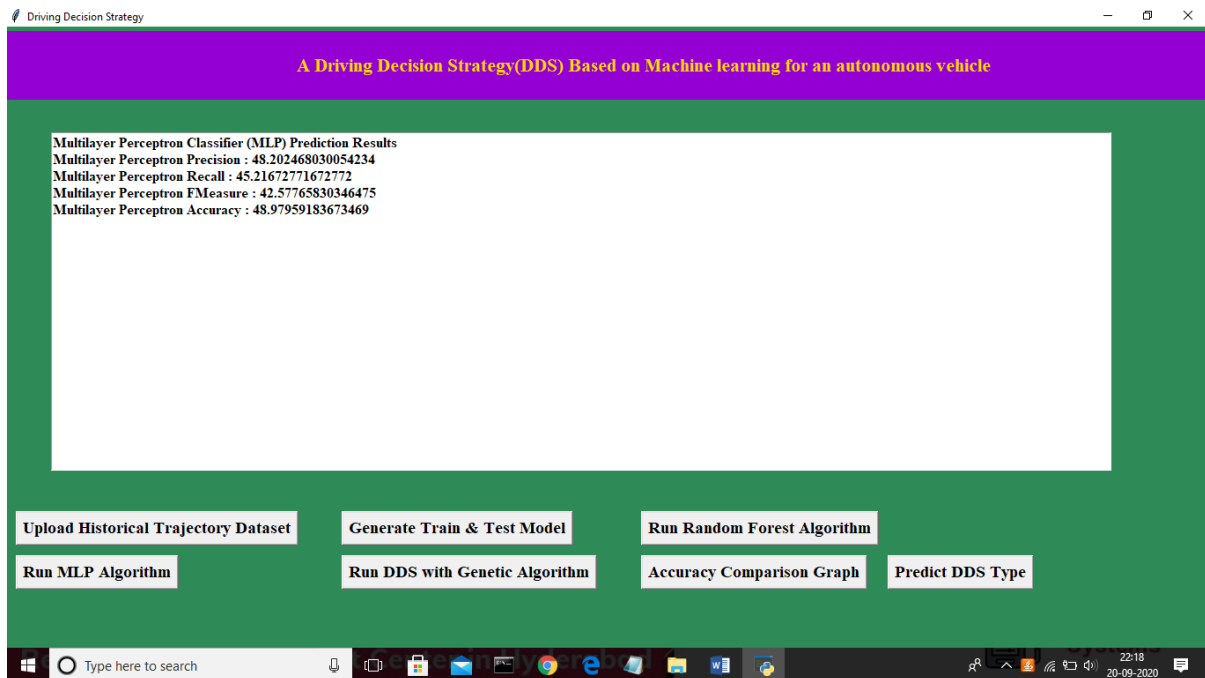 Driving Decision Strategy
A Driving Decision Strategy(DDS) Based on Machine learning for an autonomous vehicle
Multilayer Perceptron Classifier (MLP) Prediction Results
Multilayer Perceptron Precision : 48.202468030054234
Multilayer Perceptron Recall : 45.21672771672772
Multilayer Perceptron FMeasure : 42.57765830346475
Multilayer Perceptron Accuracy : 48.97959183673469
Upload Historical Trajectory Dataset
Generate Train & Test Model
Run Random Forest Algorithm
Run MLP Algorithm
Run DDS with Genetic Algorithm
Accuracy Comparison Graph
Predict DDS Type
Type here to search
22:18
20-09-2020